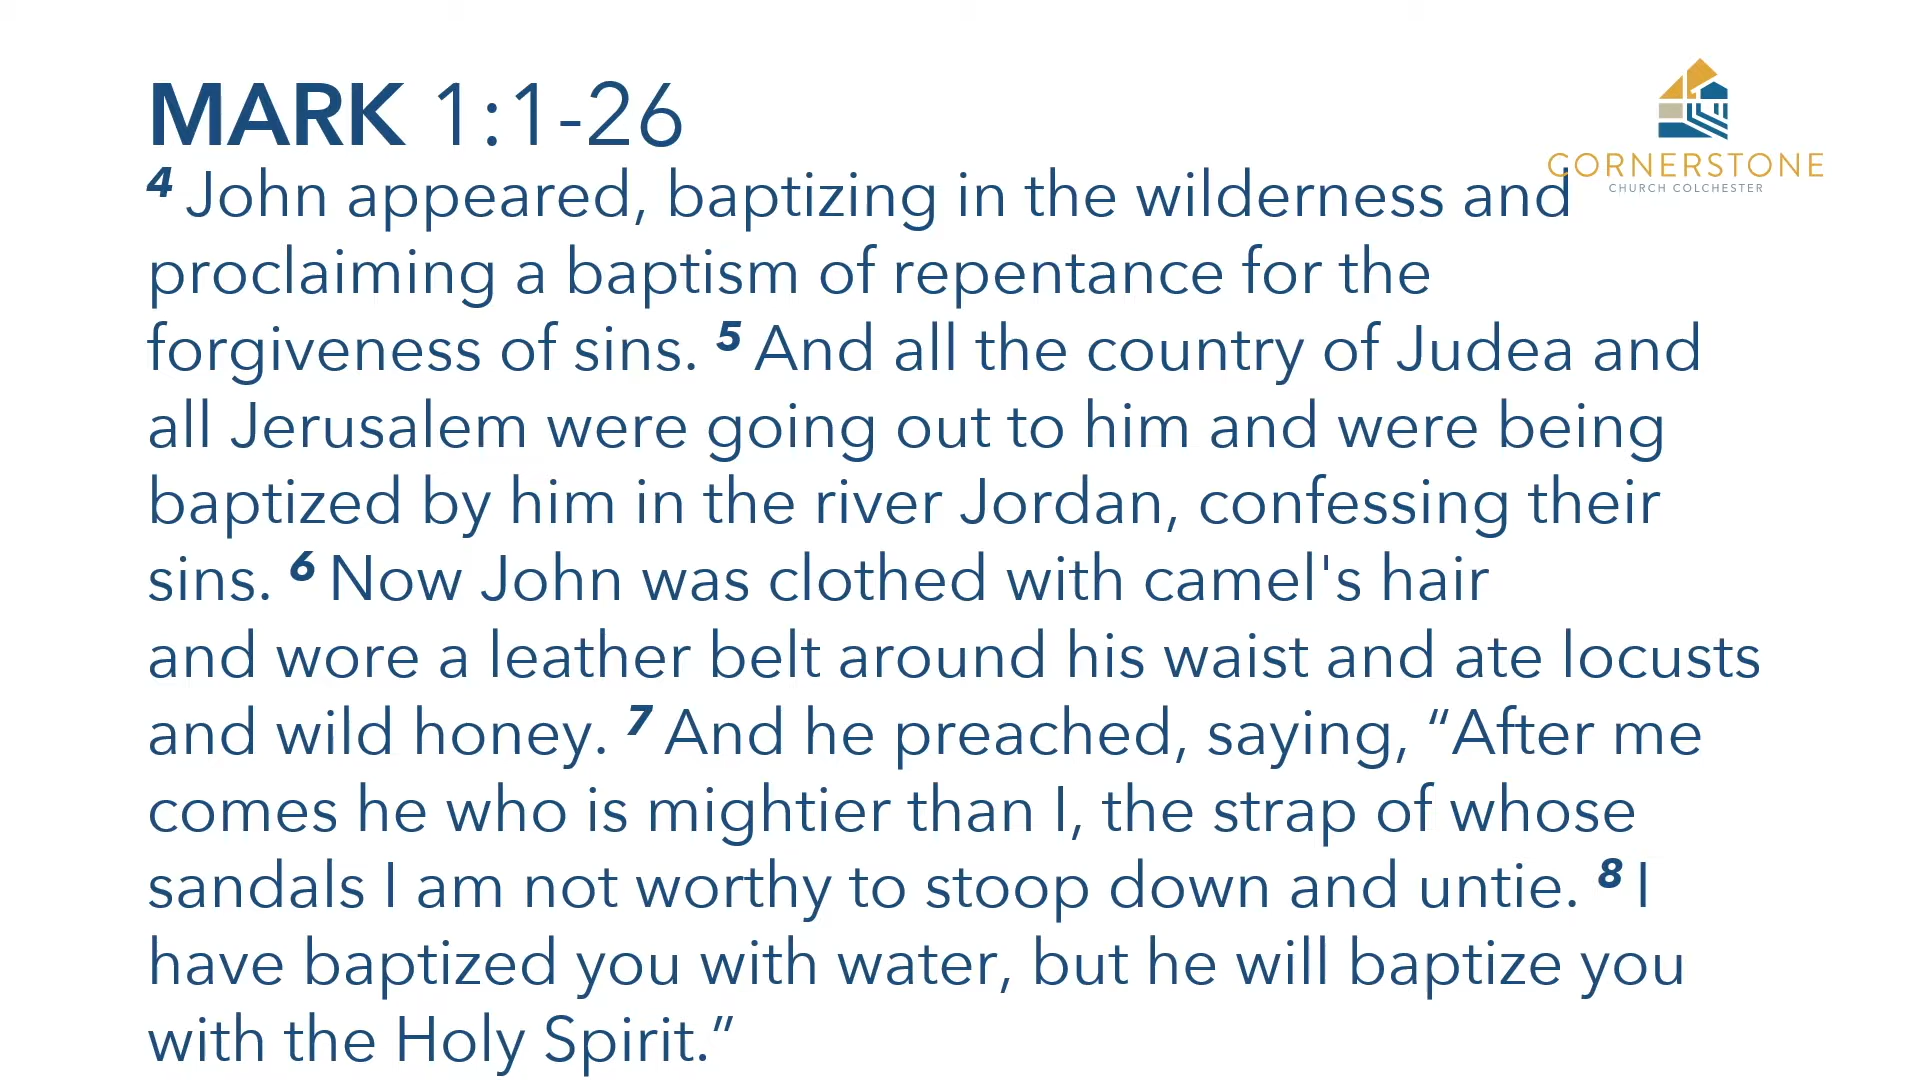 MARK 1:1-26
CORNERSTONE
CHURCH COLCHESTER
4 John appeared, baptizing in the wilderness and
proclaiming a baptism of repentance for the
forgiveness of sins. 5 And all the country of Judea and
all Jerusalem were going out to him and were being
baptized by him in the river Jordan, confessing their
sins. 6 Now John was clothed with camel's hair
and wore a leather belt around his waist and ate locusts
and wild honey. 7 And he preached, saying, “After me
comes he who is mightier than I, the strap of whose
sandals I am not worthy to stoop down and untie. 8 I
have baptized you with water, but he will baptize you
with the Holy Spirit.”